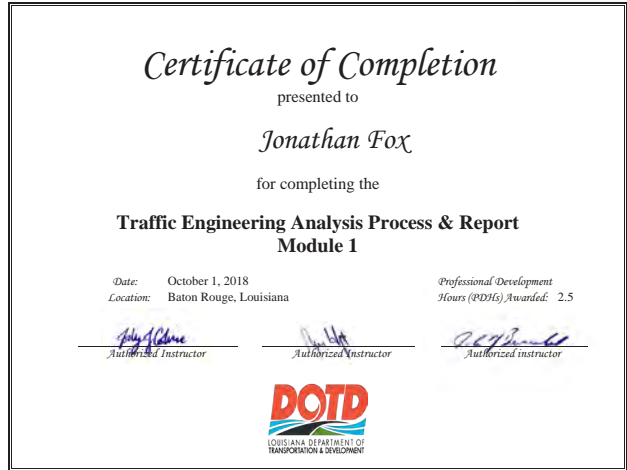 Certificate of Completion
presented to
Jonathan Fox
for completing the
Traffic Engineering Analysis Process & Report
Module 1
Date: October 1, 2018
Location: Baton Rouge, Louisiana
Professional Development
Hours (PDHs) Awarded: 2.5
Authorized Instructor
Authorized Instructor
Authorized instructor
DOTD
LOUISIANA DEPARTMENT OF
TRANSPORTATION & DEVELOPMENT